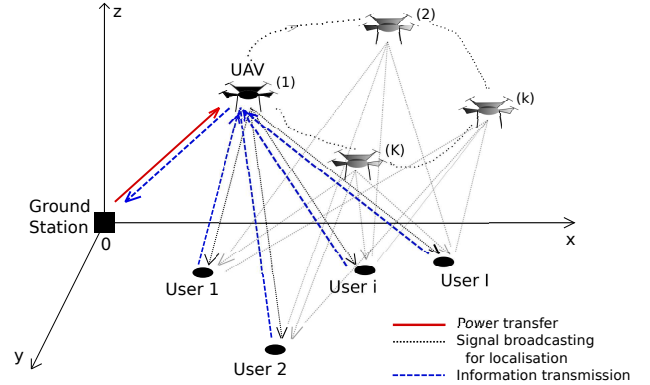 z
(2)
UAV
(1)
(k)
(K)
Ground
Station
0
x
User 1
User i
User I
y
User 2
Power transfer
Signal broadcasting
for localisation
Information transmission